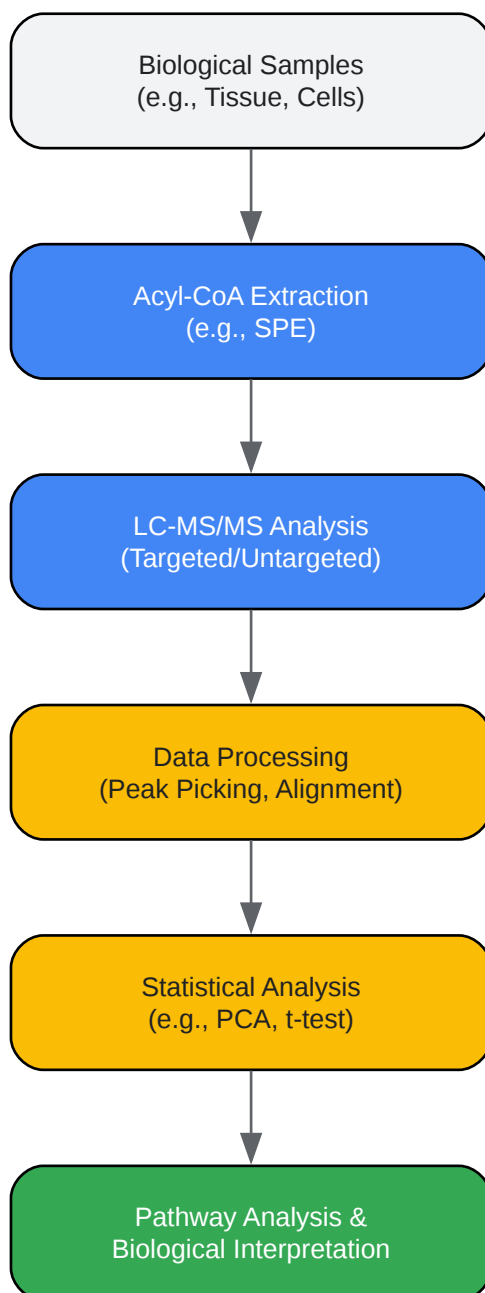 Biological Samples
(e.g., Tissue, Cells)
Acyl-CoA Extraction
(e.g., SPE)
LC-MS/MS Analysis
(Targeted/Untargeted)
Data Processing
(Peak Picking, Alignment)
Statistical Analysis
(e.g., PCA, t-test)
Pathway Analysis &
Biological Interpretation